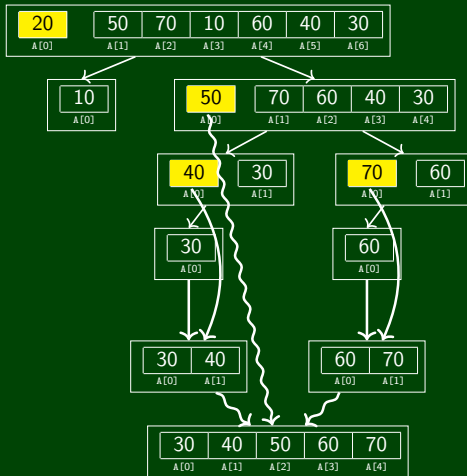 20 50 70 10 60 40 30
A[0] A[1] A[2] A[3] A[4] A[5] A[6]
10 50 70 60 40 30
A[0] A[0] A[1] A[2] A[3] A[4]
40 30 70 60
A[0] A[1] A[0] A[1]
30 60
A[0] A[0]
30 40 60 70
A[0] A[1] A[0] A[1]
30 40 50 60 70
A[0] A[1] A[2] A[3] A[4]